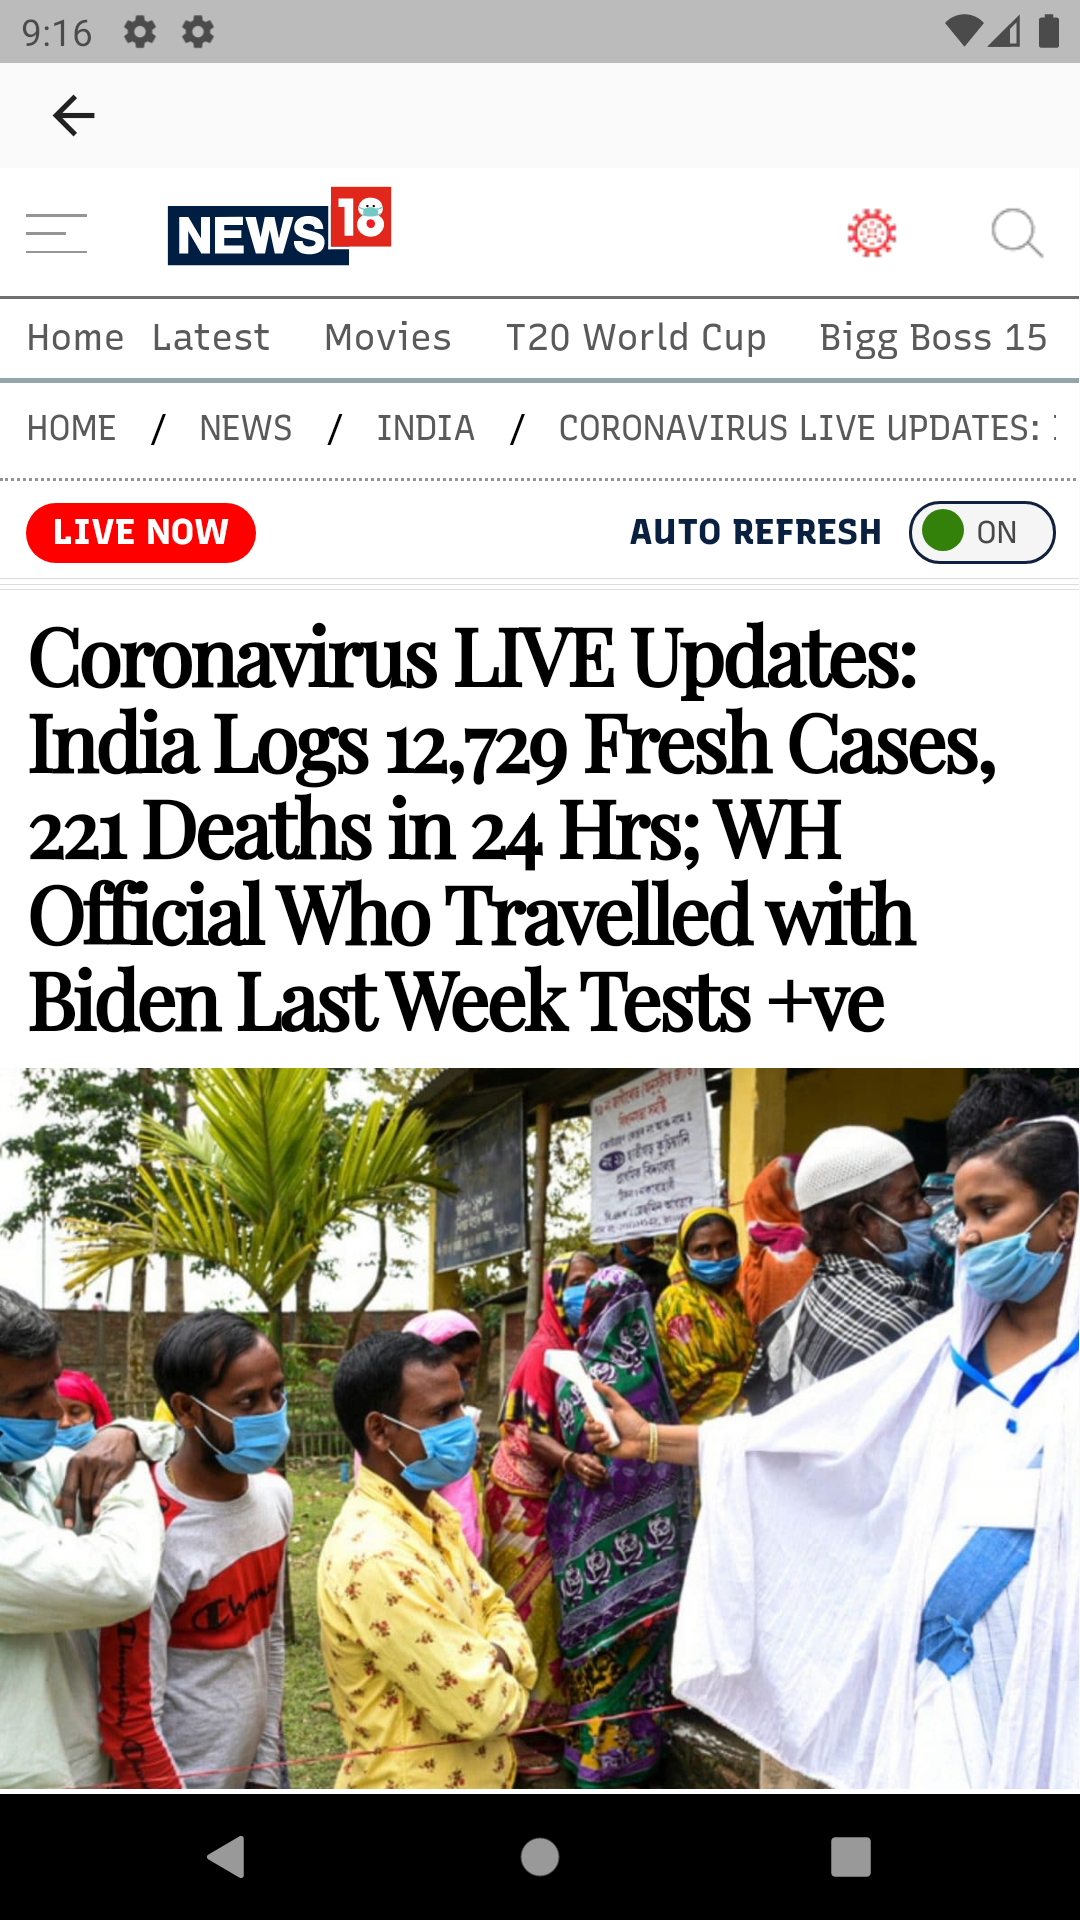 9:16
NEWS 18
Home Latest Movies T20 World Cup Bigg Boss 15
HOME / NEWS / INDIA / CORONAVIRUS LIVE UPDATES:
LIVE NOW AUTO REFRESH ON
Coronavirus LIVE Updates:
India Logs 12,729 Fresh Cases,
221 Deaths in 24 Hrs; WH
Official Who Travelled with
Biden Last Week Tests +ve